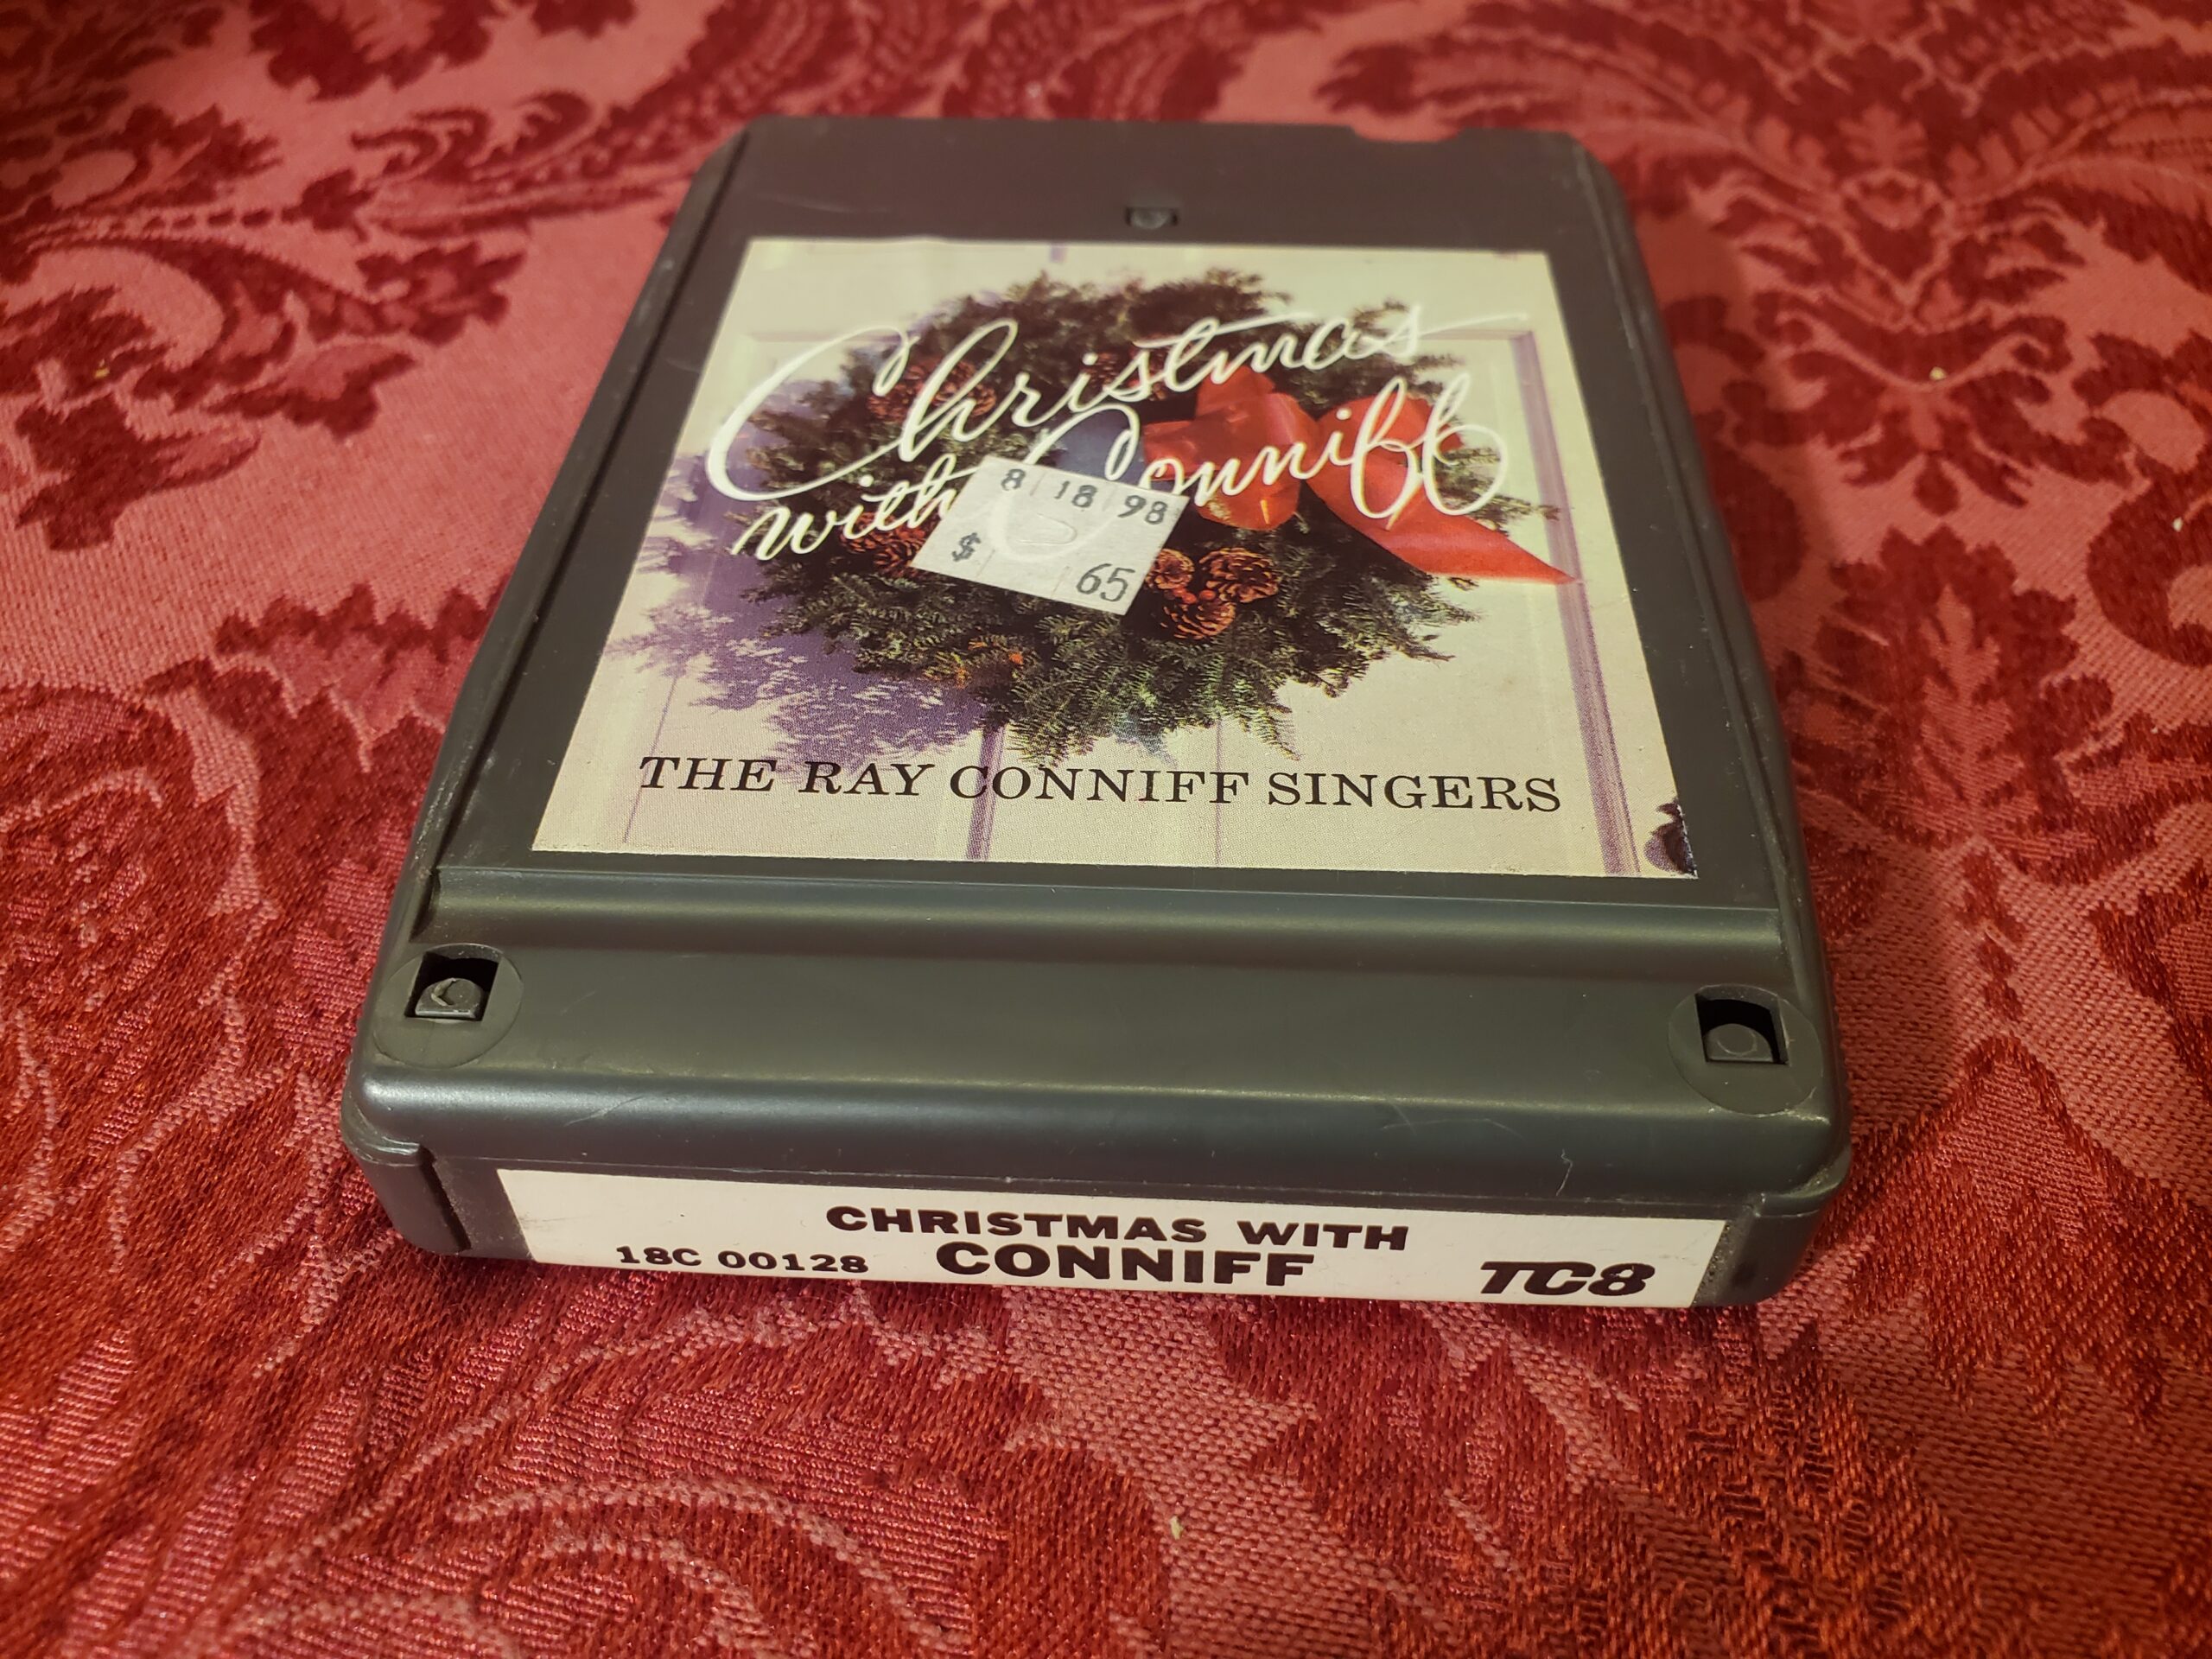 Christmas
with Conniff
8 18 98
$ 65
THE RAY CONNIFF SINGERS
CHRISTMAS WITH
18C 00128 CONNIFF TC8